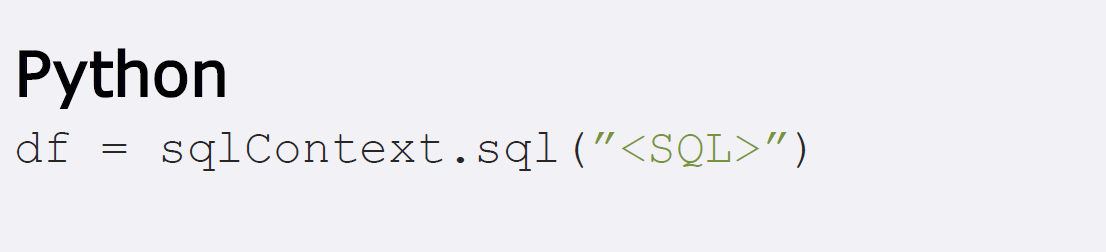 Python
df = sqlContext.sql(”<SQL>”)